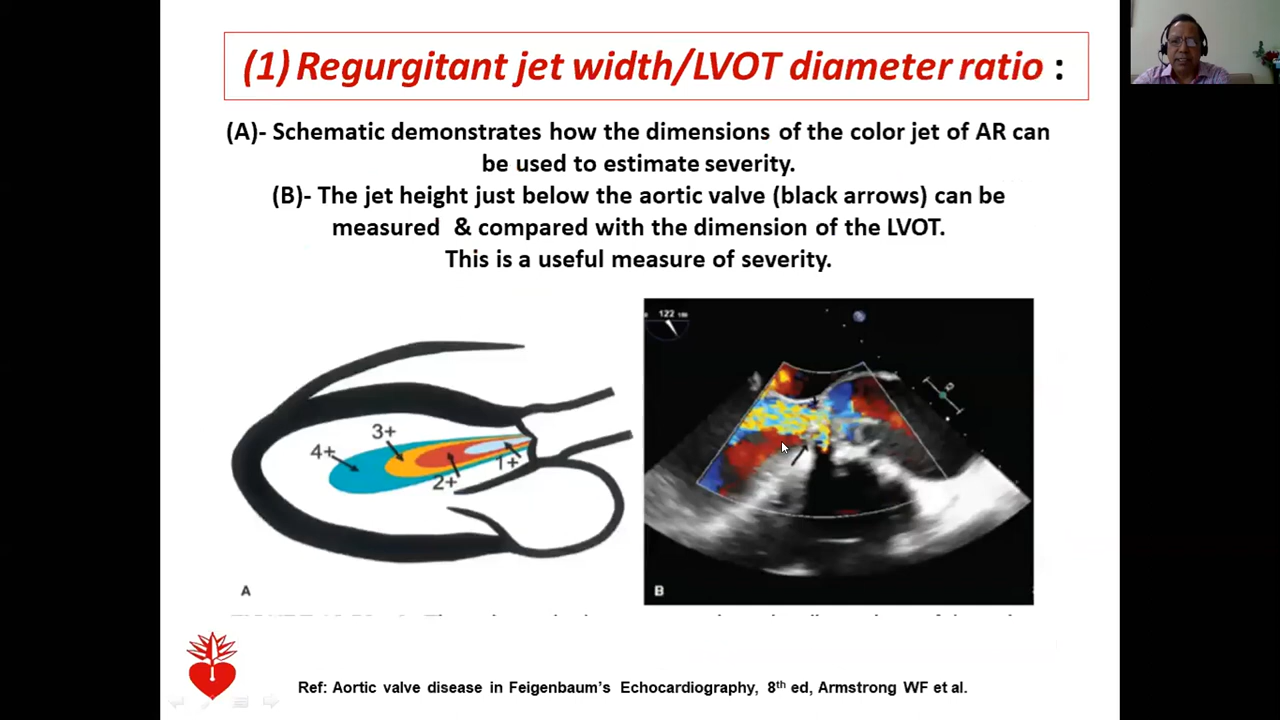 (1) Regurgitant jet width/LVOT diameter ratio :
(A)- Schematic demonstrates how the dimensions of the color jet of AR can
be used to estimate severity.
(B)- The jet height just below the aortic valve (black arrows) can be
measured & compared with the dimension of the LVOT.
This is a useful measure of severity.
122
3+
4+
1+
2+
A
B
Ref: Aortic valve disease in Feigenbaum's Echocardiography, 8th ed, Armstrong WF et al.